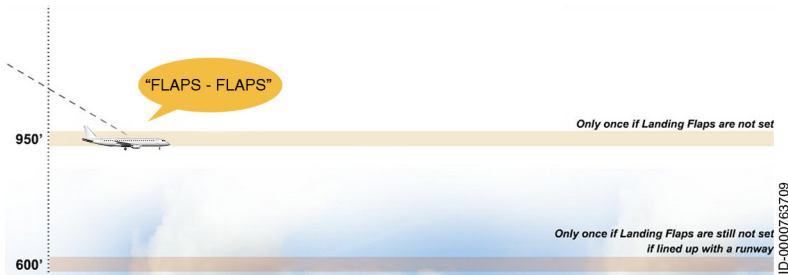 “FLAPS - FLAPS”
Only once if Landing Flaps are not set
950’
Only once if Landing Flaps are still not set
if lined up with a runway
600’
ID-0000763709